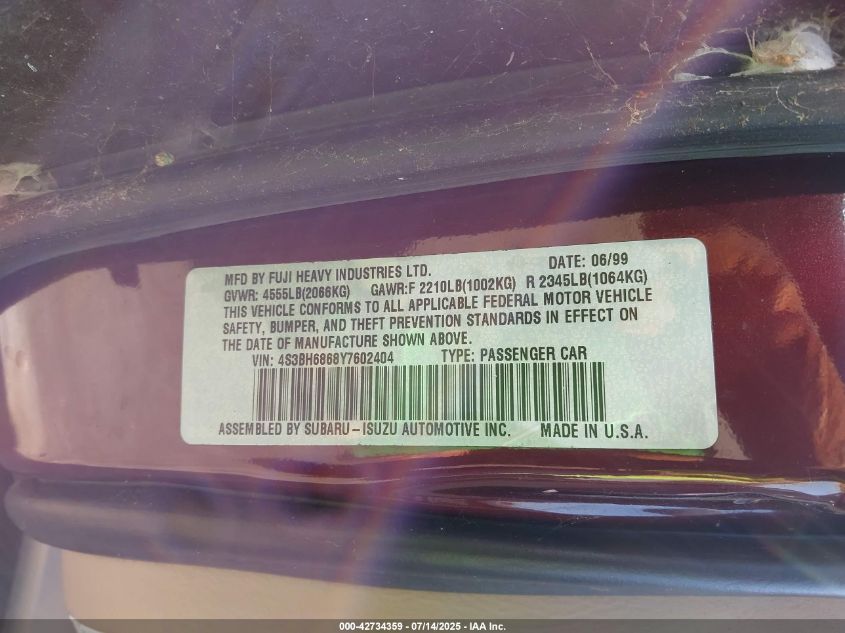 MFD BY FUJI HEAVY INDUSTRIES LTD. DATE: 06/99
GVWR: 4555LB(2066KG) GAWR:F 2210LB(1002KG) R 2345LB(1064KG)
THIS VEHICLE CONFORMS TO ALL APPLICABLE FEDERAL MOTOR VEHICLE
SAFETY, BUMPER, AND THEFT PREVENTION STANDARDS IN EFFECT ON
THE DATE OF MANUFACTURE SHOWN ABOVE.
VIN: 4S3BH6868Y7602404 TYPE: PASSENGER CAR
ASSEMBLED BY SUBARU-ISUZU AUTOMOTIVE INC. MADE IN U.S.A.
000-42734359 - 07/14/2025 - IAA Inc.